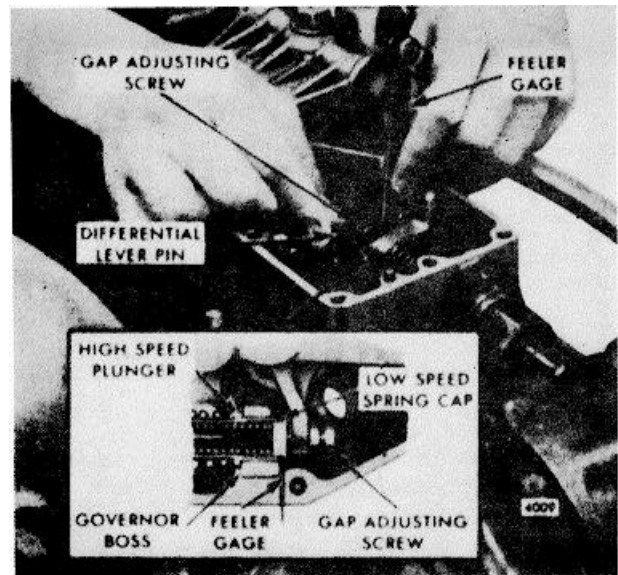 GAP ADJUSTING
SCREW
FEELER
GAGE
DIFFERENTIAL
LEVER PIN
HIGH SPEED
PLUNGER
LOW SPEED
SPRING CAP
GOVERNOR
BOSS
FEELER
GAGE
GAP ADJUSTING
SCREW
4009